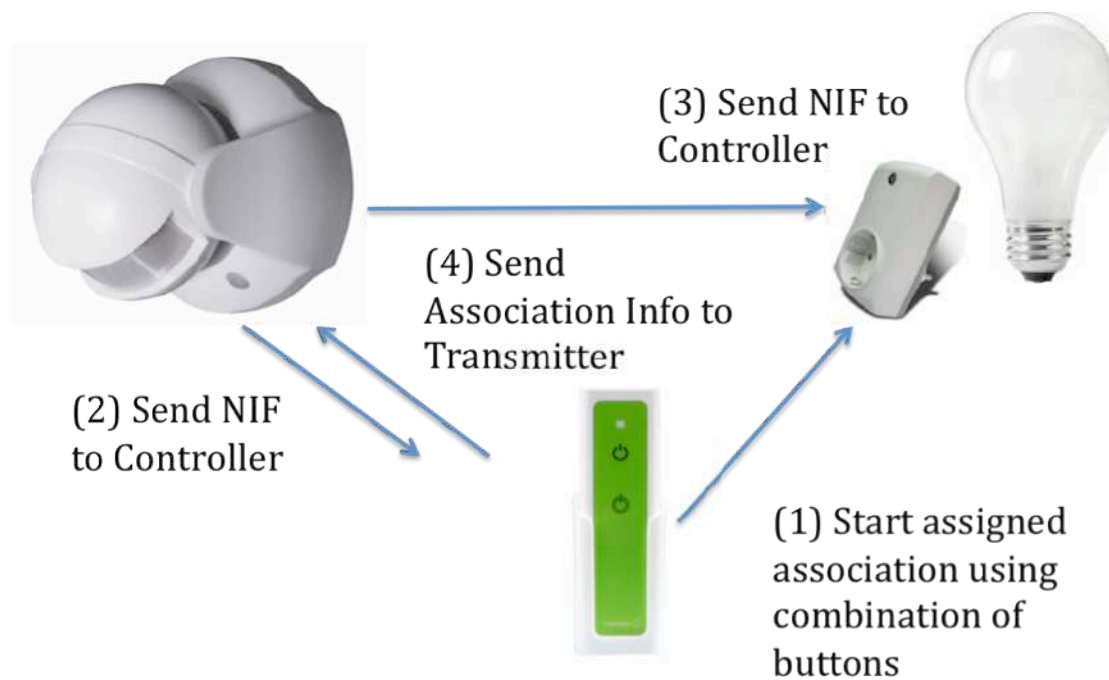 (3) Send NIF to
Controller
(4) Send
Association Info to
Transmitter
(2) Send NIF
to Controller
(1) Start assigned
association using
combination of
buttons